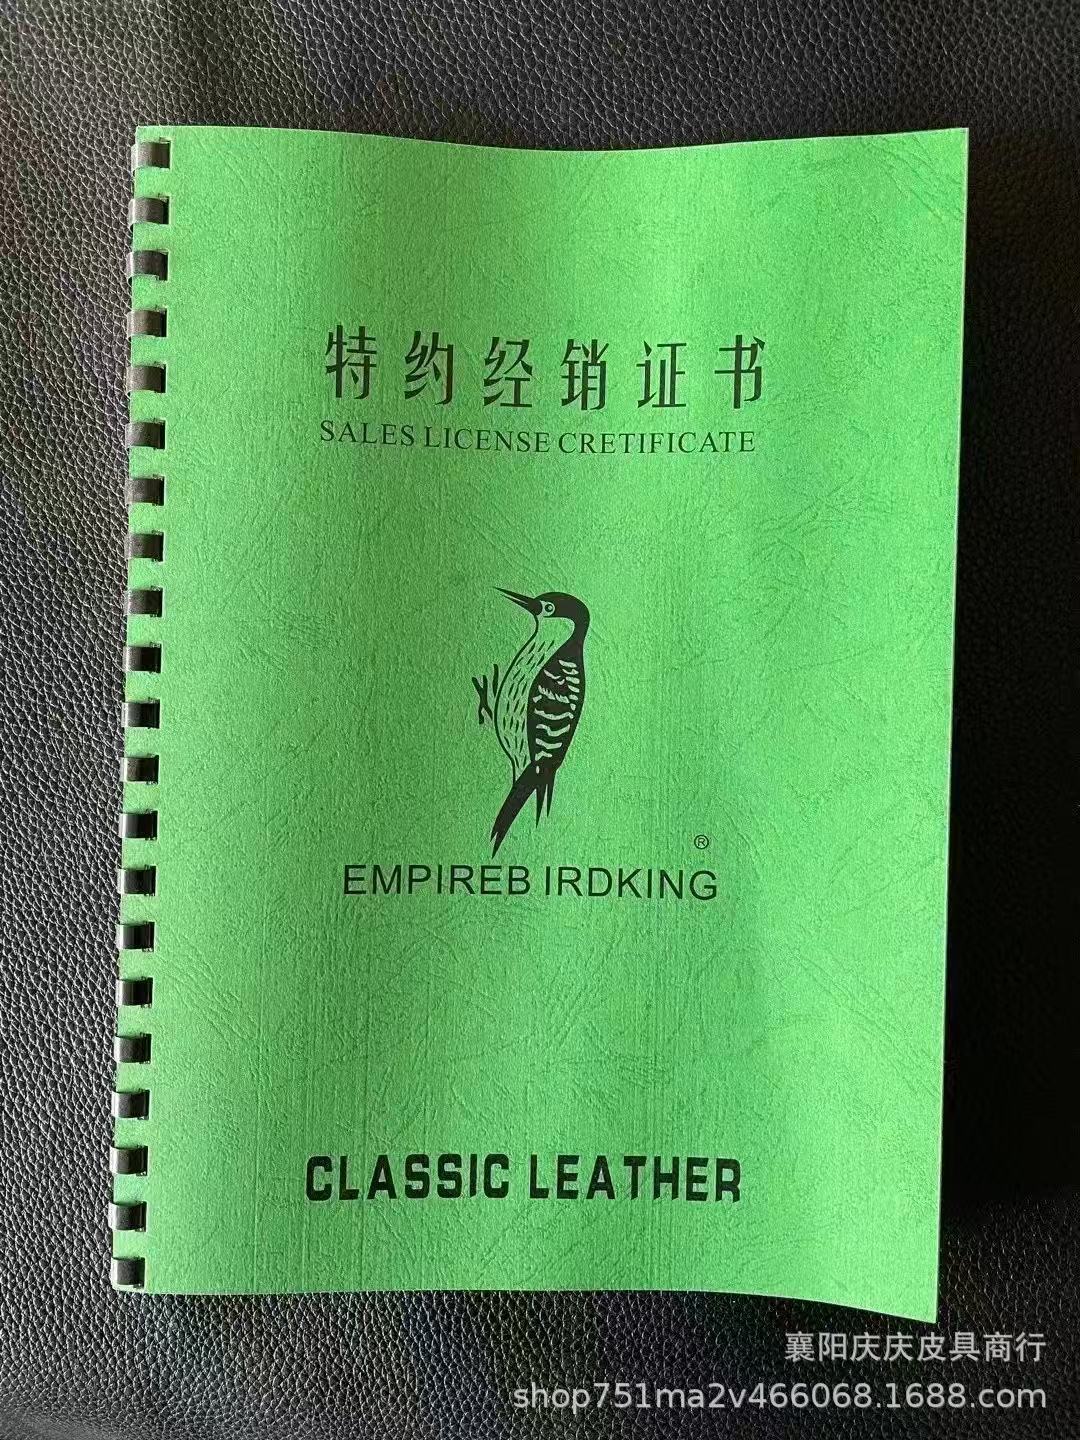 特约经销证书
SALES LICENSE CRETIFICATE
®
EMPIREB IRDKING
CLASSIC LEATHER
襄阳庆庆皮具商行
shop751ma2v466068.1688.com